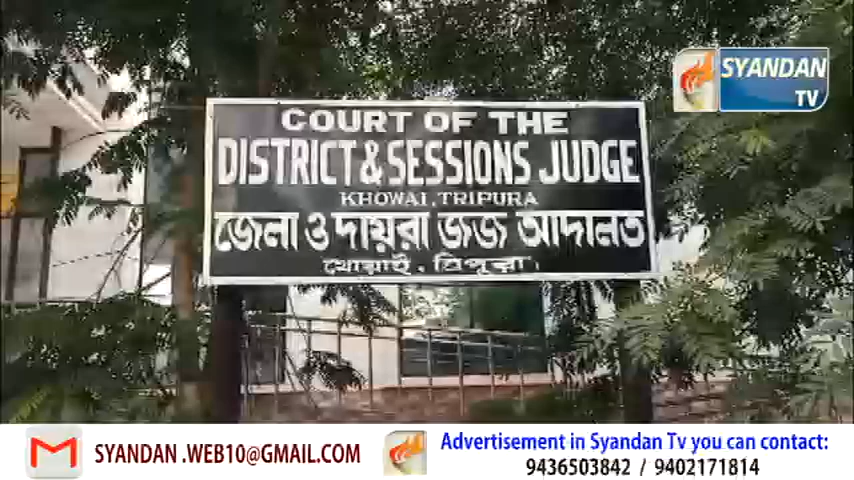 SYANDAN
TV
COURT OF THE
DISTRICT & SESSIONS JUDGE
KHOWAI, TRIPURA
জেলা ও দায়রা জজ আদালত
খোয়াই, ত্রিপুরা।
SYANDAN .WEB10@GMAIL.COM
Advertisement in Syandan Tv you can contact:
9436503842 / 9402171814